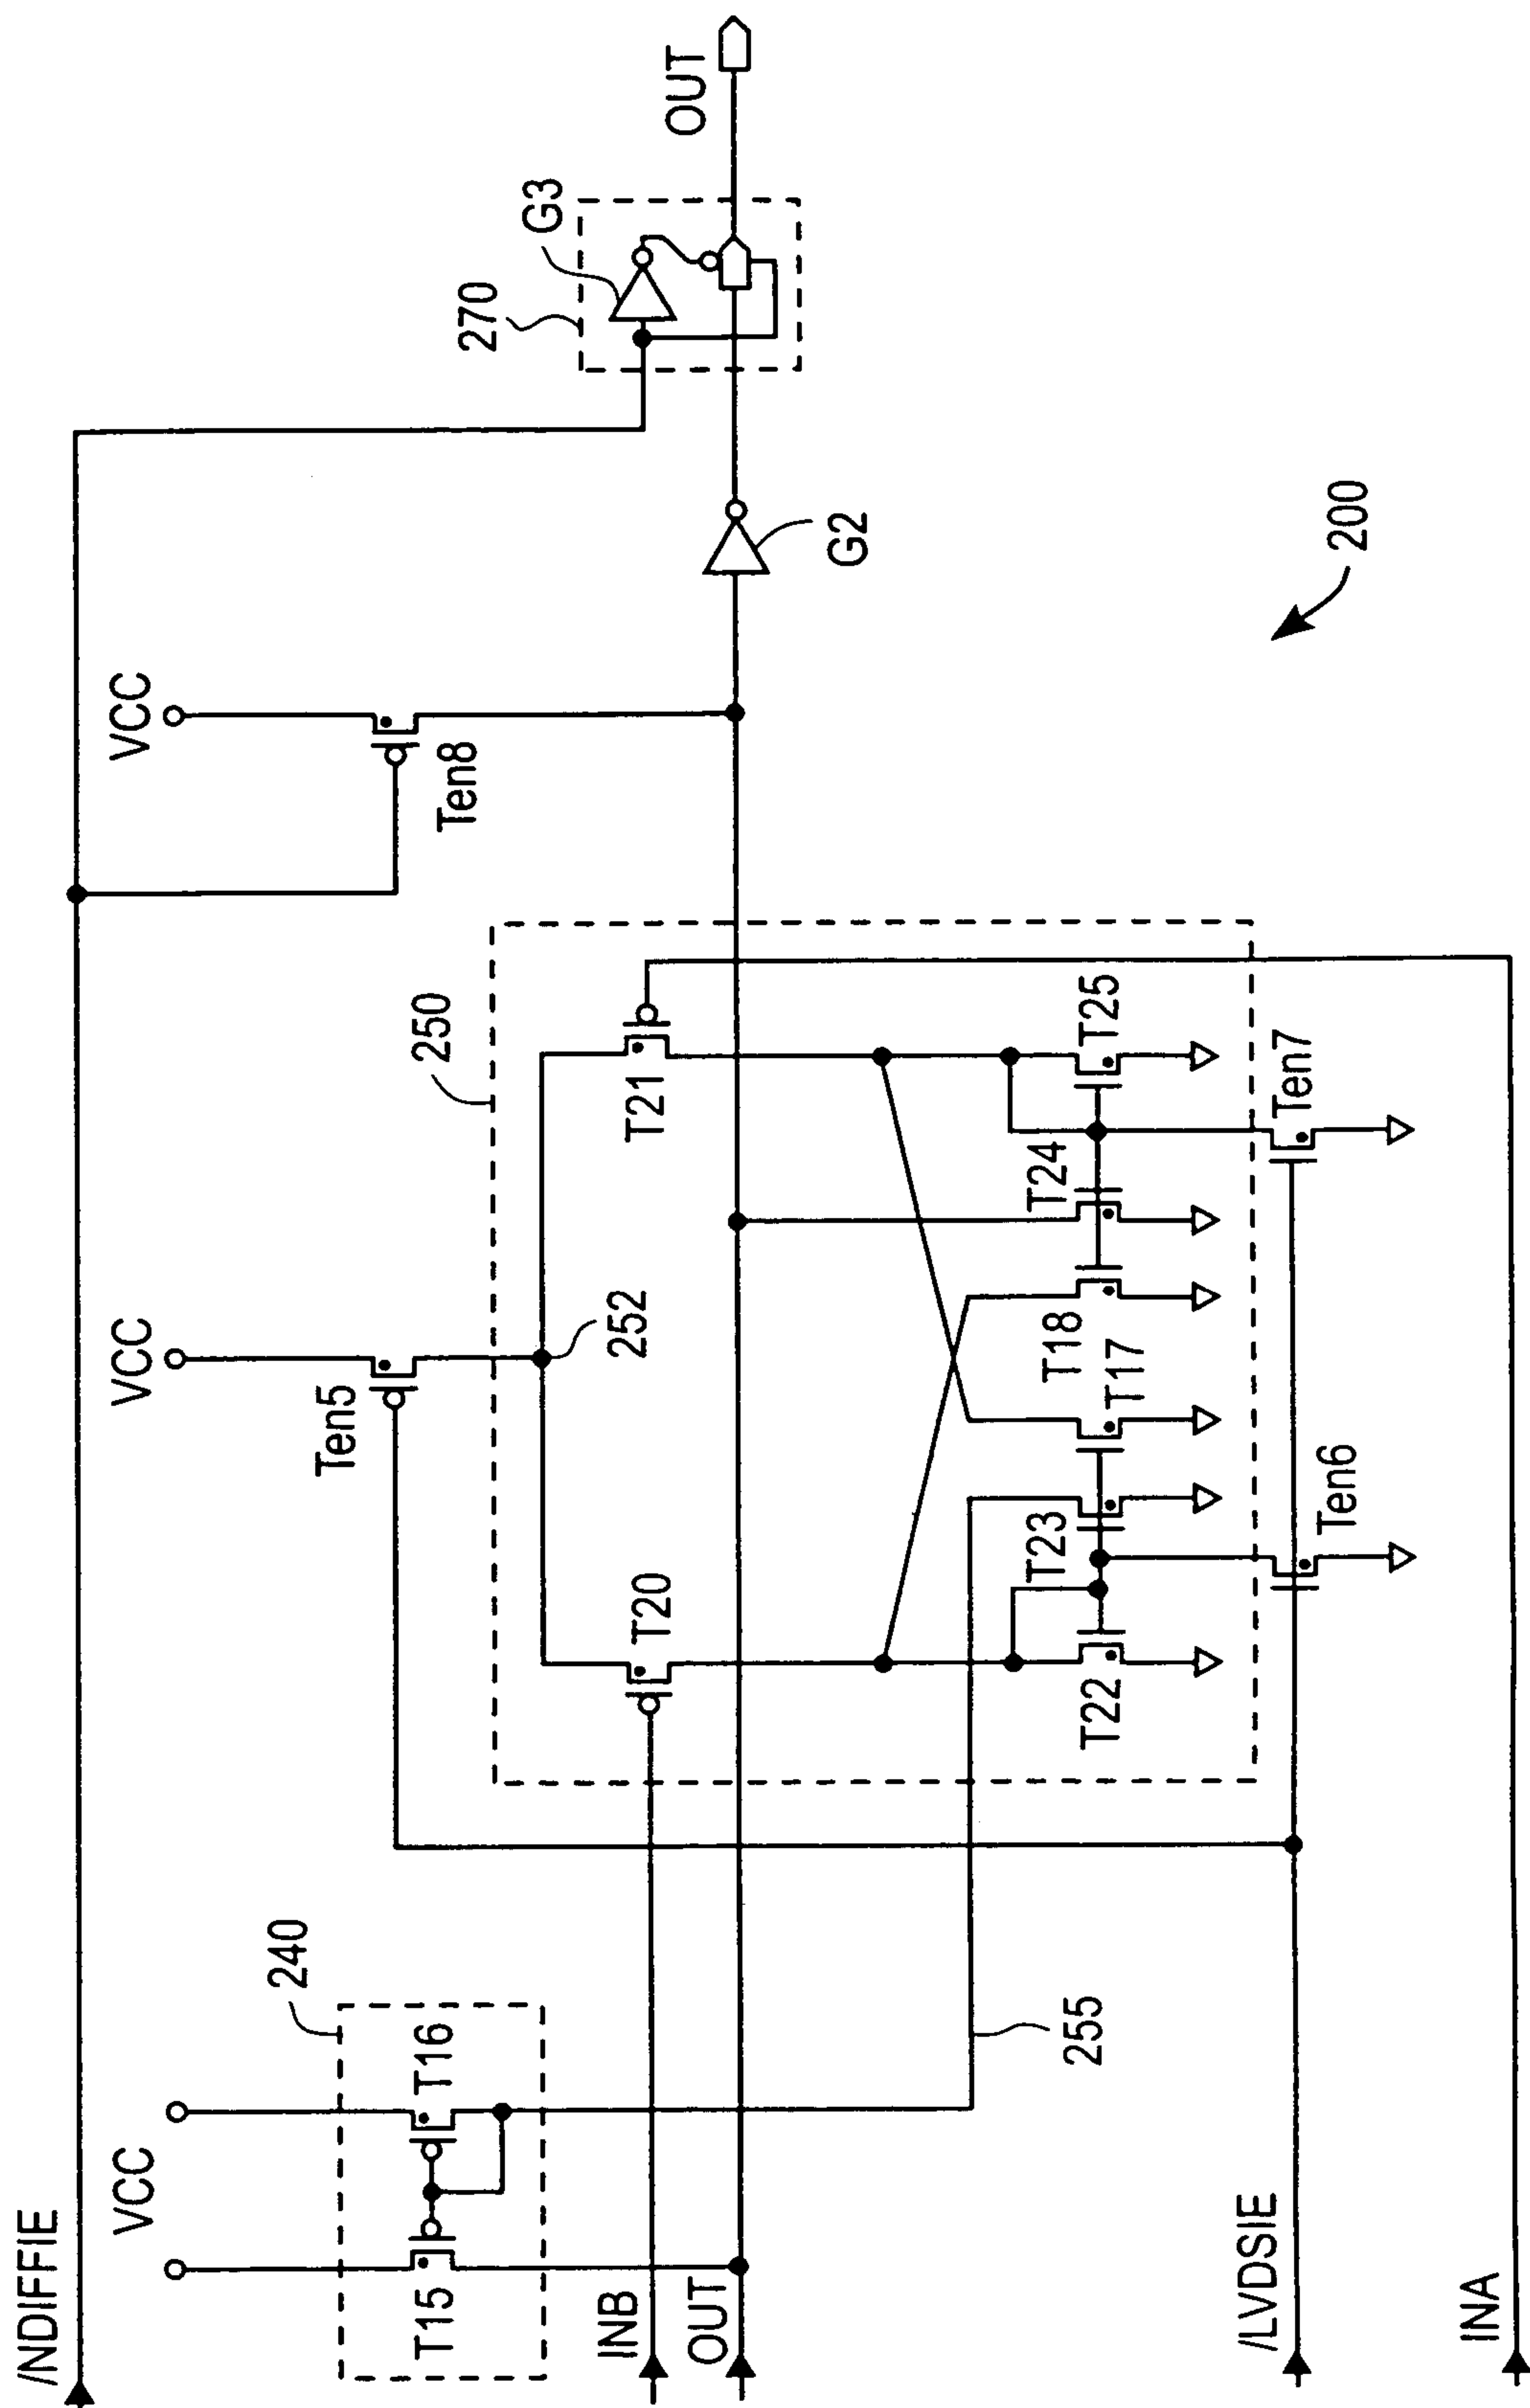 /NDIFFIE
VCC
240
T15
T16
VCC
Ten5
VCC
Ten8
270
G3
OUT
INB
OUT
250
252
T20
T21
G2
255
T22
T23
T17
T18
T24
T25
Ten6
Ten7
/LVDSIE
INA
200